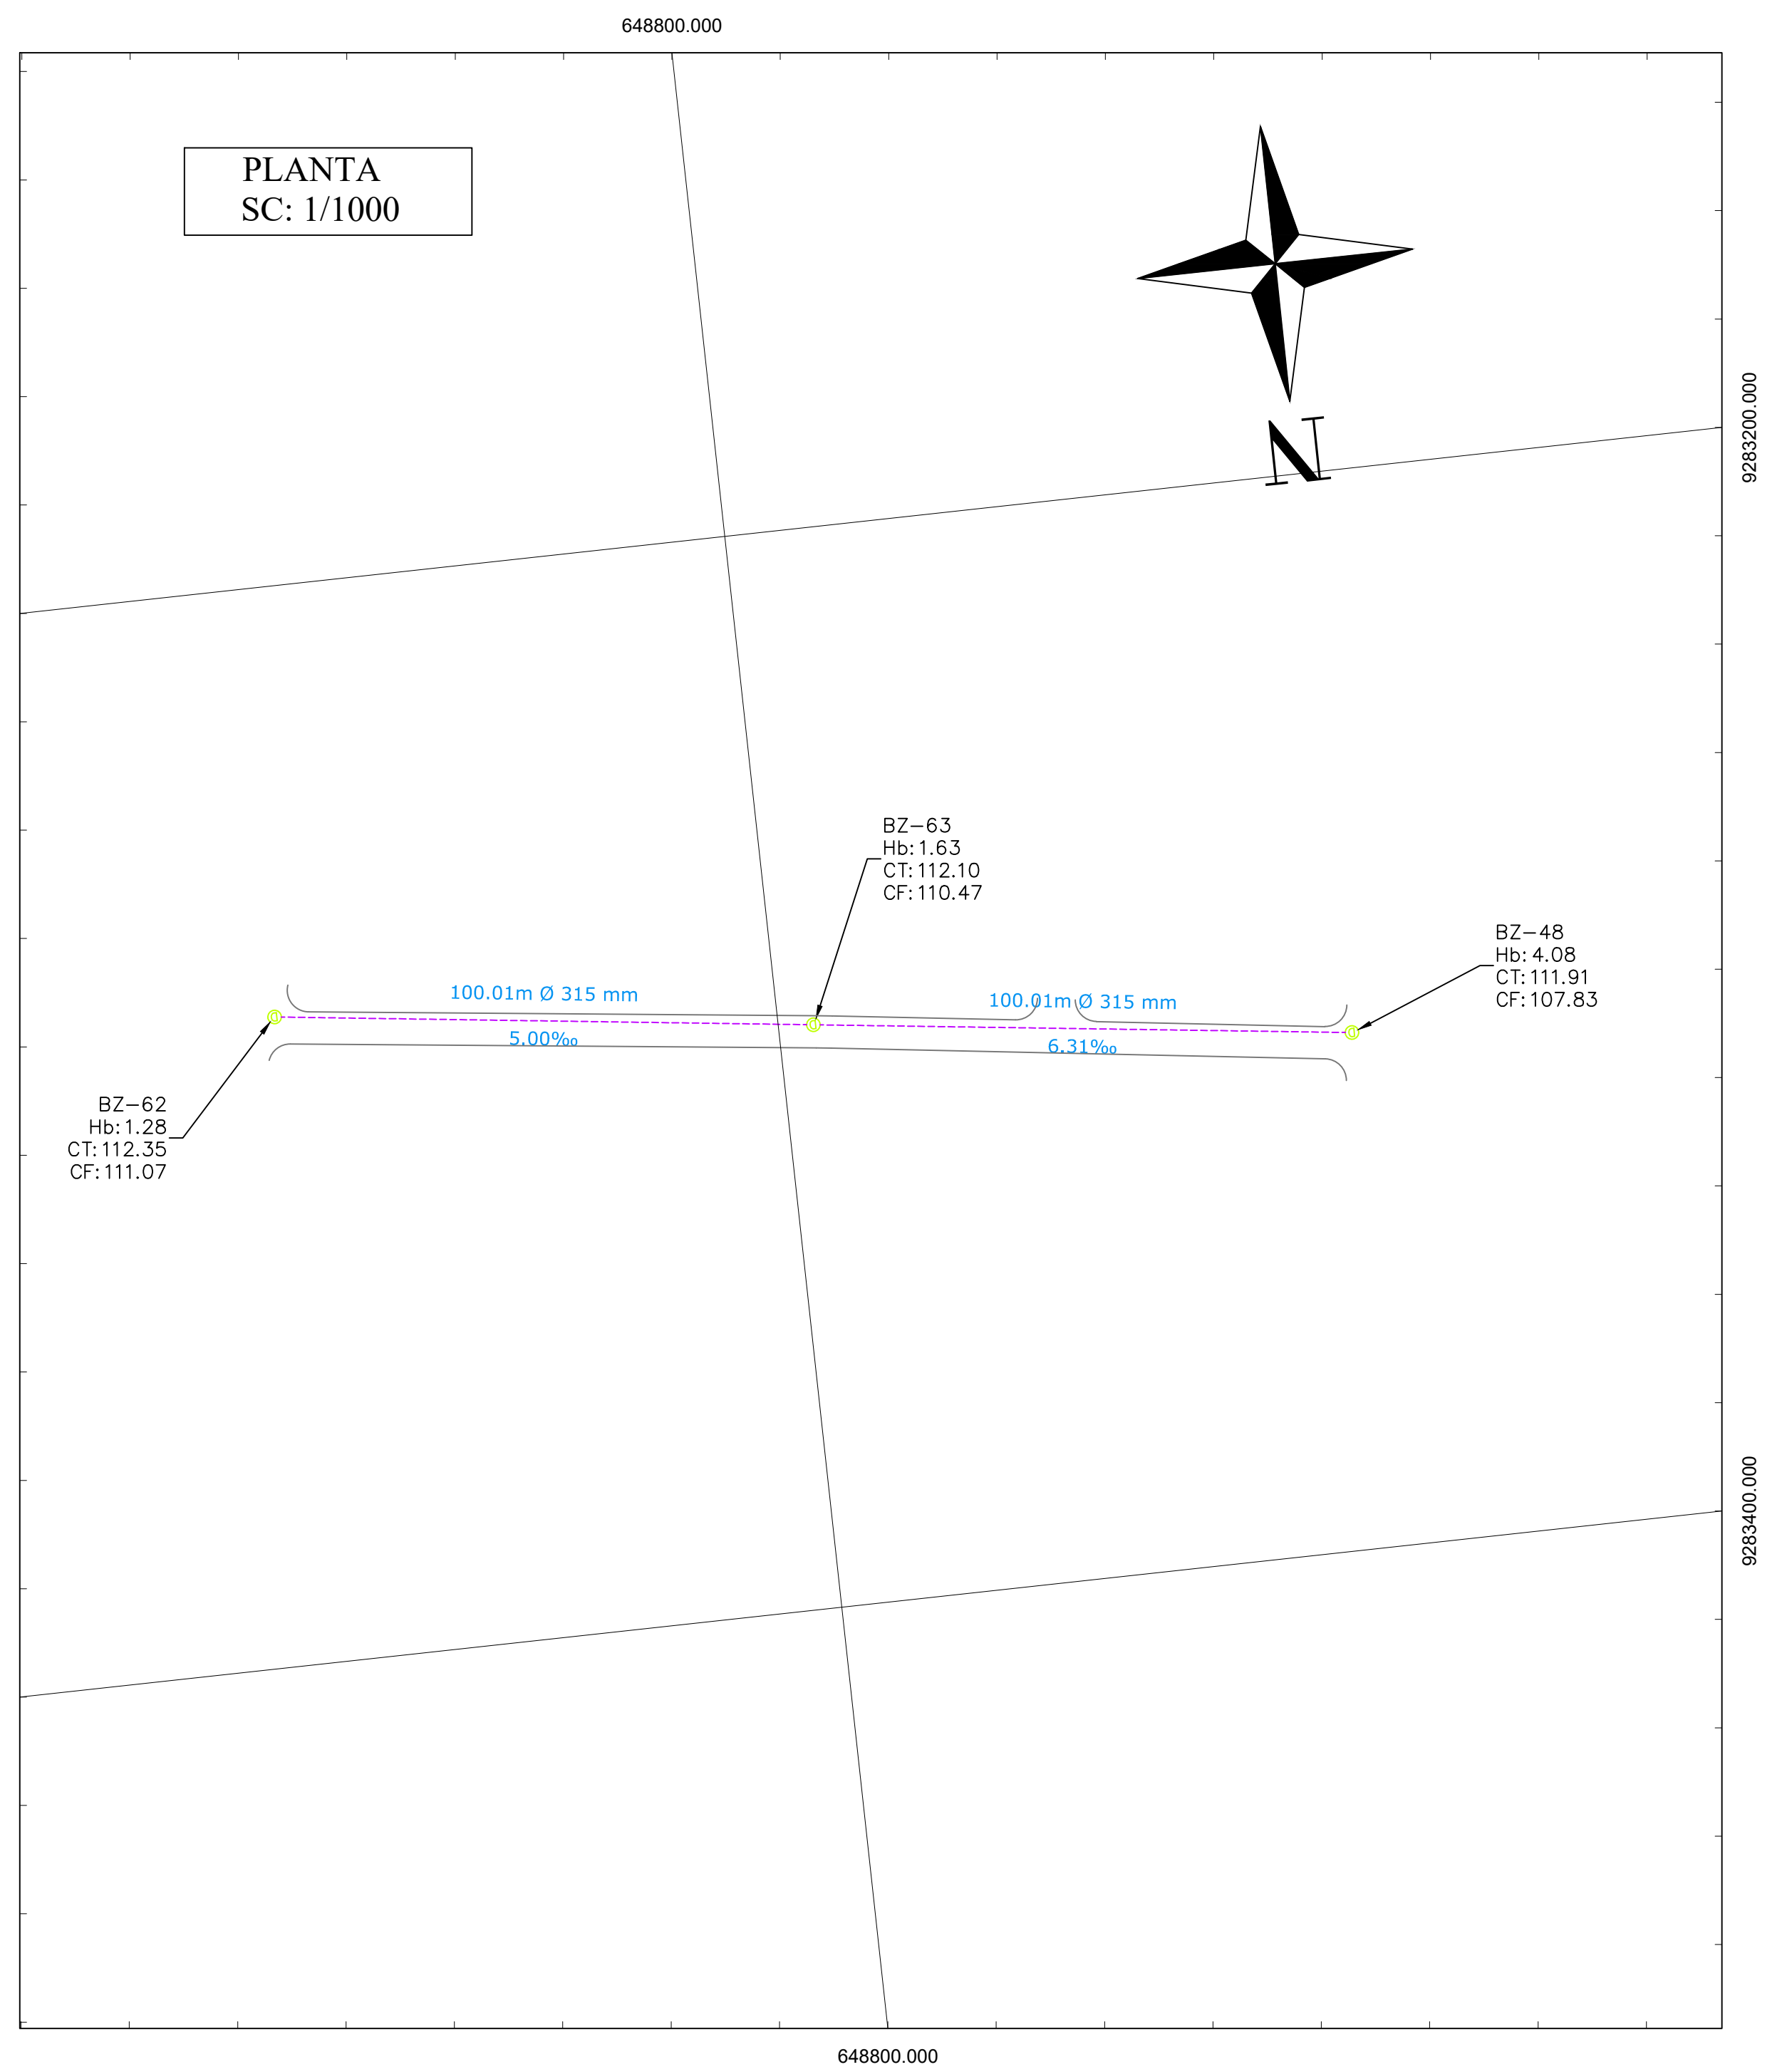 648800.000
PLANTA
SC: 1/1000
N
9283200.000
BZ-63
Hb:1.63
CT:112.10
CF:110.47
BZ-48
Hb:4.08
CT:111.91
CF:107.83
100.01m Ø 315 mm
100.01m Ø 315 mm
5.00‰
6.31‰
BZ-62
Hb:1.28
CT:112.35
CF:111.07
9283400.000
648800.000